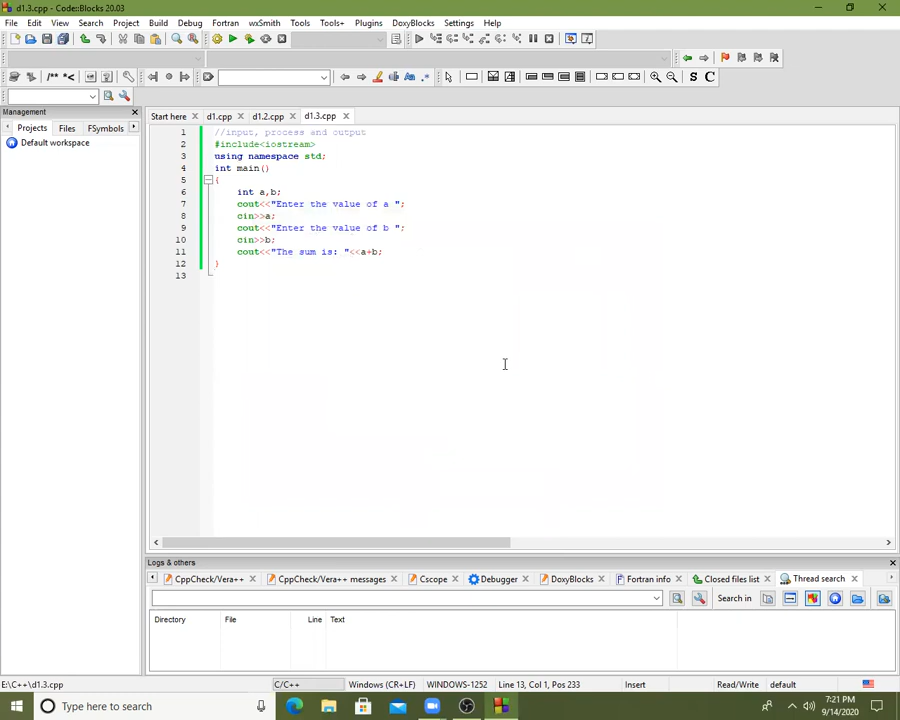 d1.3.cpp - Code::Blocks 20.03
File Edit View Search Project Build Debug Fortran wxSmith Tools Tools+ Plugins DoxyBlocks Settings Help
/** *<
S C
Management
Start here d1.cpp d1.2.cpp d1.3.cpp
Projects Files FSymbols
Default workspace
1 //input, process and output
2 #include<iostream>
3 using namespace std;
4 int main()
5 {
6 int a,b;
7 cout<<"Enter the value of a ";
8 cin>>a;
9 cout<<"Enter the value of b ";
10 cin>>b;
11 cout<<"The sum is: "<<a+b;
12 }
13
Logs & others
CppCheck/Vera++ CppCheck/Vera++ messages Cscope Debugger DoxyBlocks Fortran info Closed files list Thread search
Search in
Directory File Line Text
E:\C++\d1.3.cpp C/C++ Windows (CR+LF) WINDOWS-1252 Line 13, Col 1, Pos 233 Insert Read/Write default
Type here to search
7:21 PM
9/14/2020